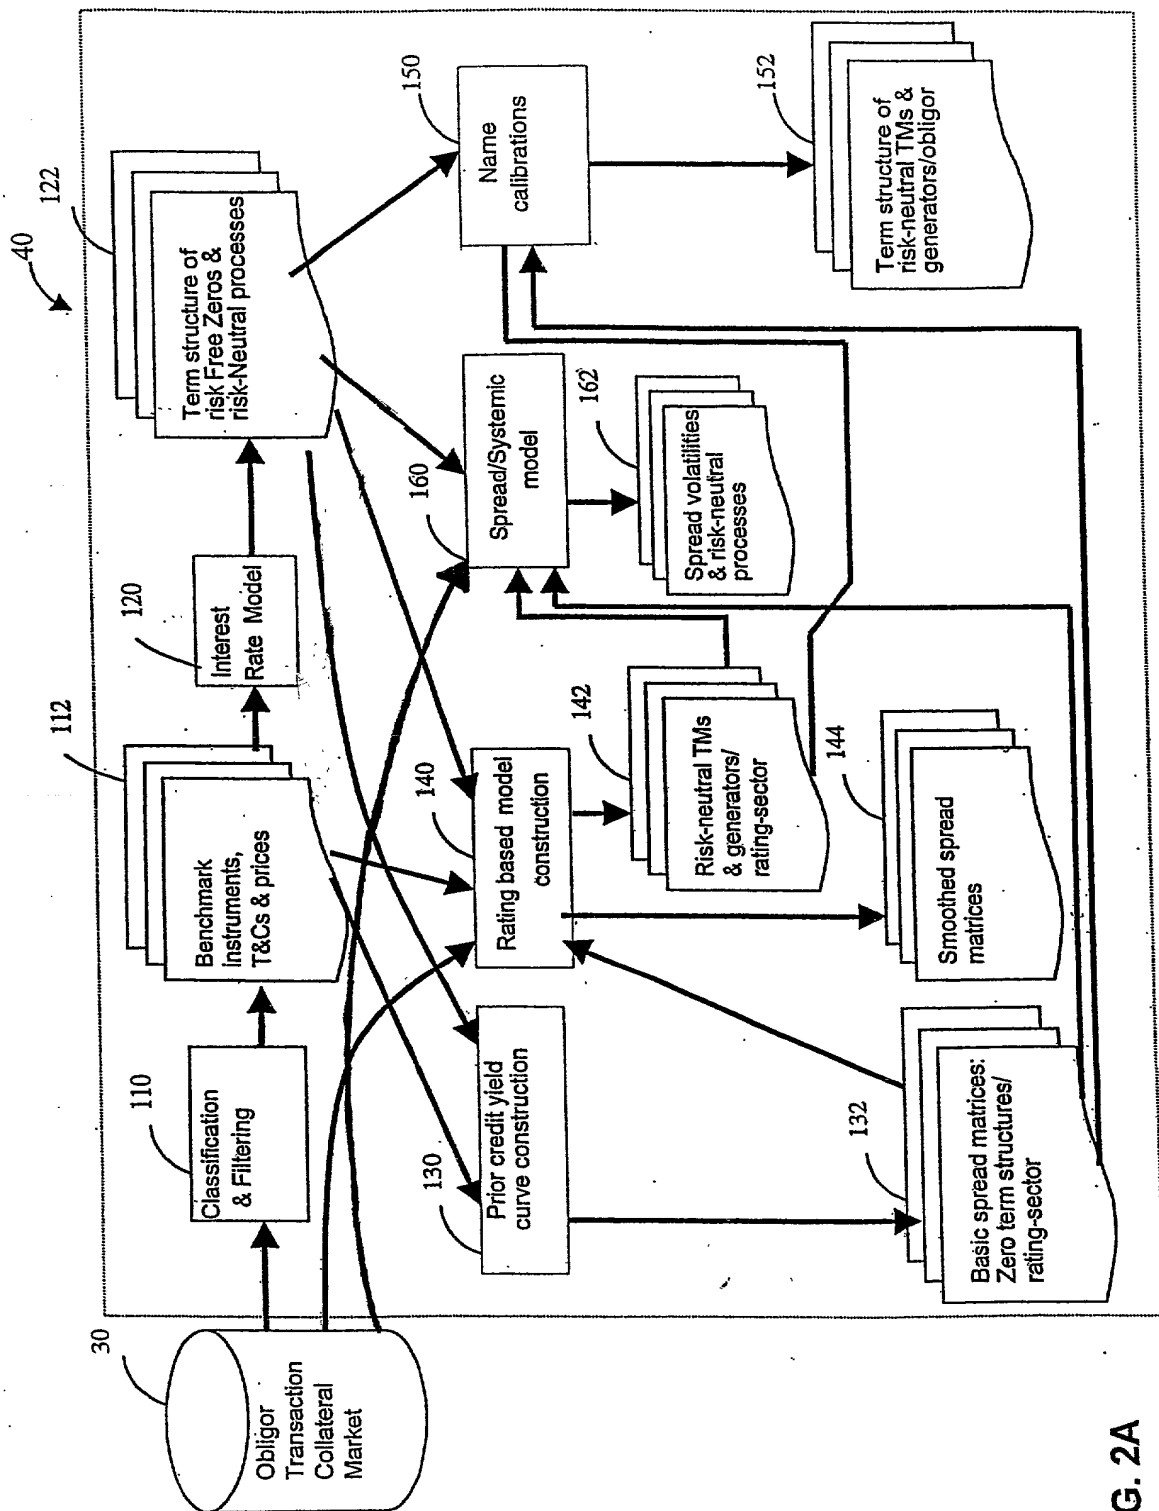 40
30
Obligor
Transaction
Collateral
Market
110
Classification
& Filtering
112
Benchmark
instruments,
T&Cs & prices
120
Interest
Rate Model
122
Term structure of
risk Free Zeros &
risk-Neutral processes
130
Prior credit yield
curve construction
140
Rating based model
construction
160
Spread/Systemic
model
150
Name
calibrations
142
Risk-neutral TMs
& generators/
rating-sector
162
Spread volatilities
& risk-neutral
processes
152
Term structure of
risk-neutral TMs &
generators/obligor
132
Basic spread matrices:
Zero term structures/
rating-sector
144
Smoothed spread
matrices
G. 2A